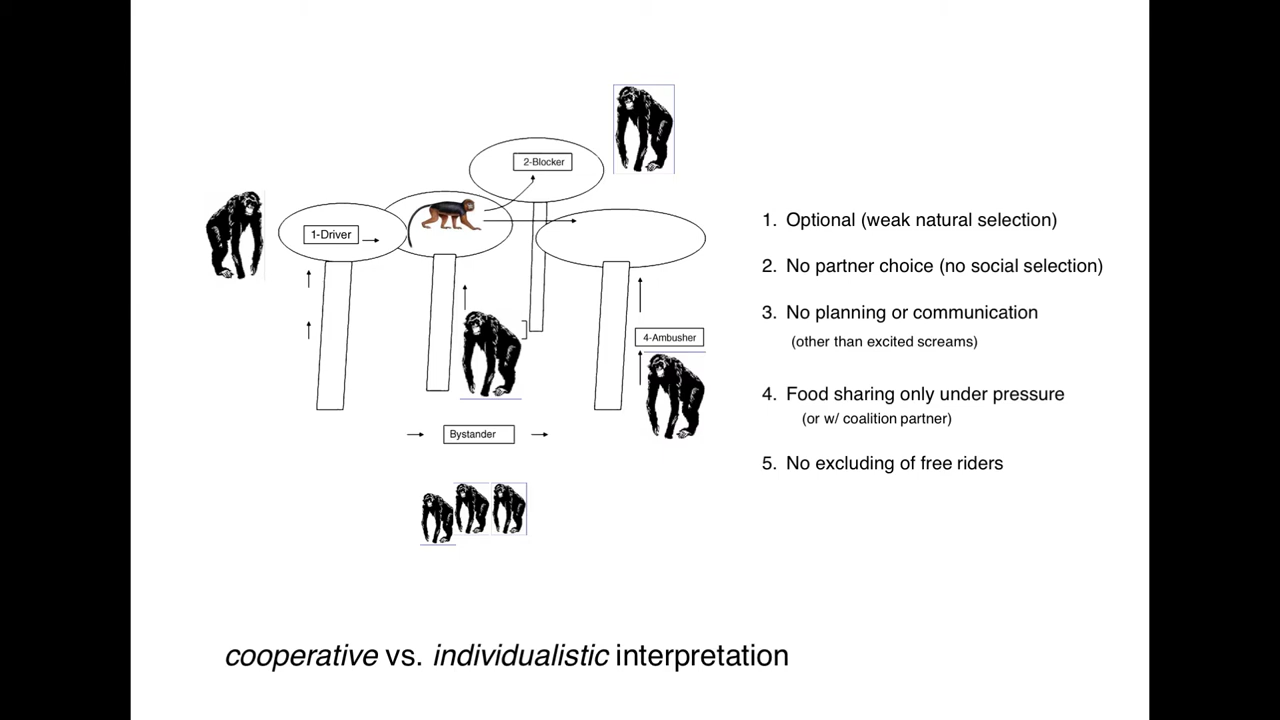 2-Blocker
1-Driver
4-Ambusher
Bystander
1. Optional (weak natural selection)
2. No partner choice (no social selection)
3. No planning or communication
(other than excited screams)
4. Food sharing only under pressure
(or w/ coalition partner)
5. No excluding of free riders
cooperative vs. individualistic interpretation